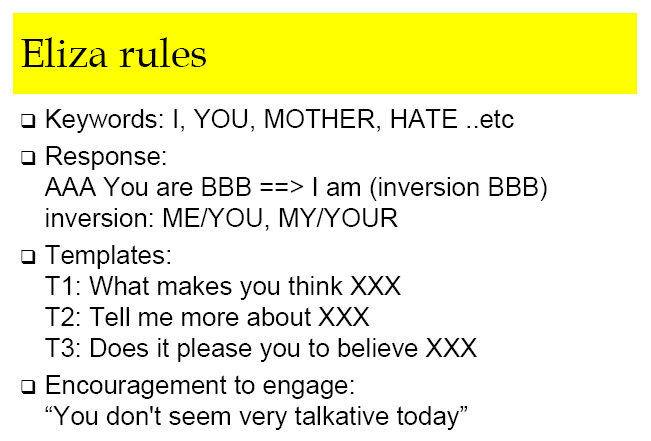 Eliza rules
❑ Keywords: I, YOU, MOTHER, HATE ..etc
❑ Response:
AAA You are BBB ==> I am (inversion BBB)
inversion: ME/YOU, MY/YOUR
❑ Templates:
T1: What makes you think XXX
T2: Tell me more about XXX
T3: Does it please you to believe XXX
❑ Encouragement to engage:
“You don't seem very talkative today”